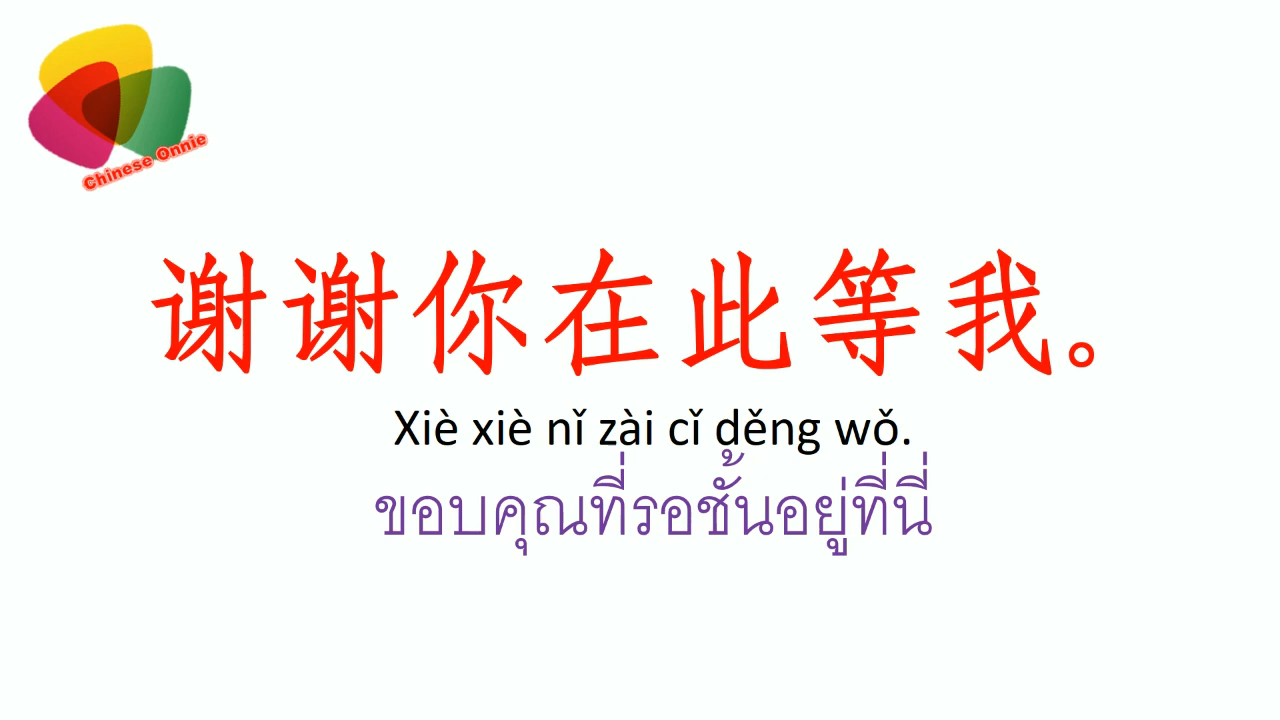 Chinese Onnie
谢谢你在此等我。
Xiè xiè nǐ zài cǐ děng wǒ.
ขอบคุณที่รอชั้นอยู่ที่นี่